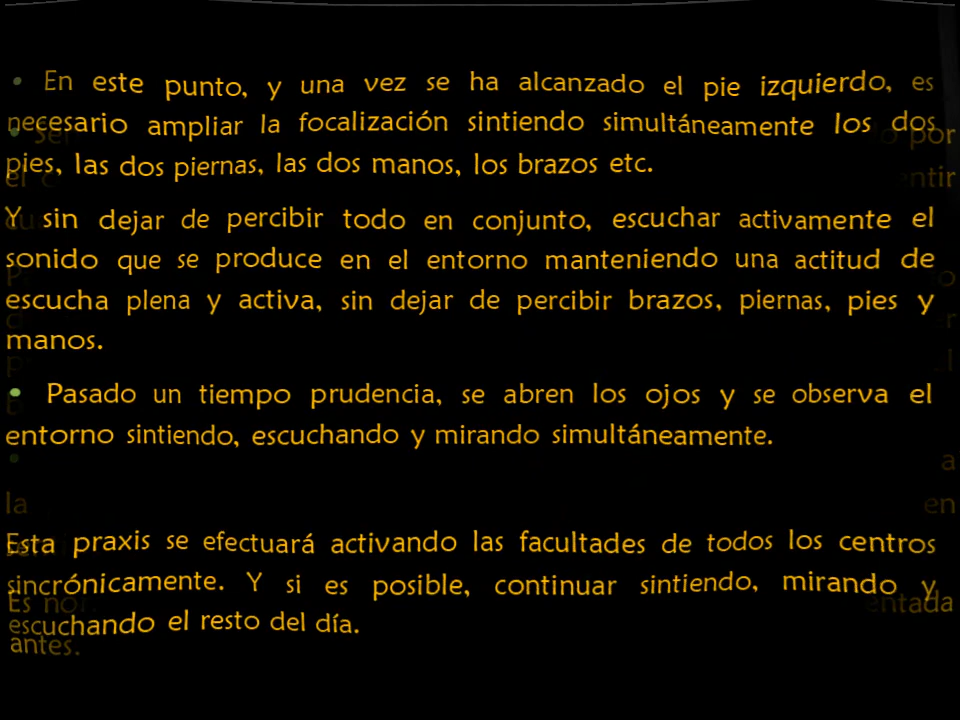 • En este punto, y una vez se ha alcanzado el pie izquierdo, es
necesario ampliar la focalización sintiendo simultáneamente los dos
pies, las dos piernas, las dos manos, los brazos etc.
Y sin dejar de percibir todo en conjunto, escuchar activamente el
sonido que se produce en el entorno manteniendo una actitud de
escucha plena y activa, sin dejar de percibir brazos, piernas, pies y
manos.
• Pasado un tiempo prudencia, se abren los ojos y se observa el
entorno sintiendo, escuchando y mirando simultáneamente.
a
la en
Esta praxis se efectuará activando las facultades de todos los centros
sincrónicamente. Y si es posible, continuar sintiendo, mirando y
escuchando el resto del día.
antes.